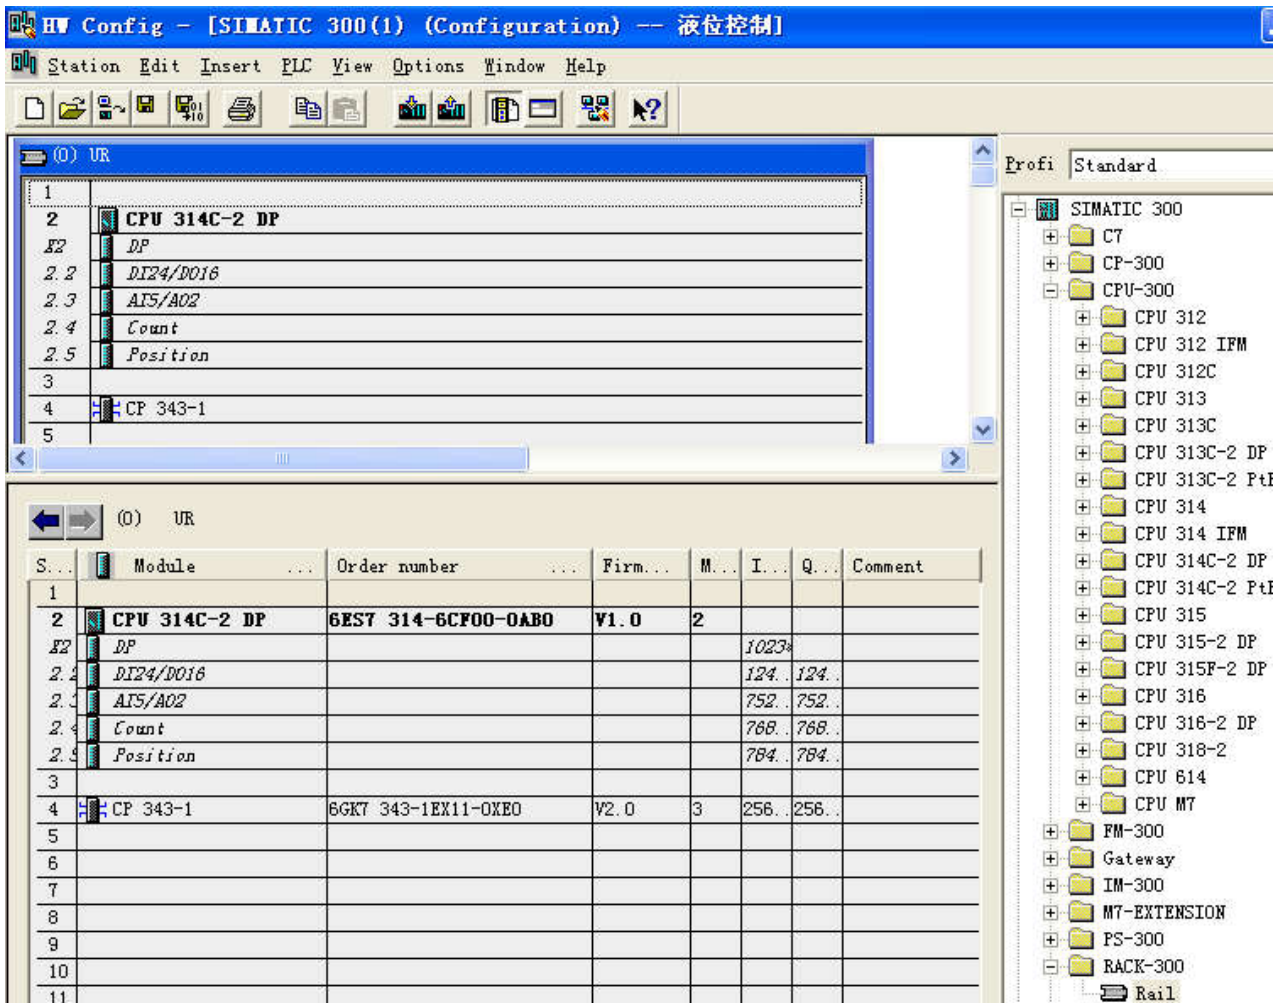 HW Config - [SIMATIC 300(1) (Configuration) -- 液位控制]
Station Edit Insert PLC View Options Window Help
(0) UR
1
2 CPU 314C-2 DP
X2 DP
2.2 DI24/DO16
2.3 AI5/AO2
2.4 Count
2.5 Position
3
4 CP 343-1
5
(0) UR
S... Module ... Order number ... Firm... M... I... Q... Comment
1
2 CPU 314C-2 DP 6ES7 314-6CF00-0AB0 V1.0 2
X2 DP 1023*
2.2 DI24/DO16 124.. 124..
2.3 AI5/AO2 752.. 752..
2.4 Count 768.. 768..
2.5 Position 784.. 784..
3
4 CP 343-1 6GK7 343-1EX11-0XE0 V2.0 3 256.. 256..
5
6
7
8
9
10
11
Profi Standard
SIMATIC 300
C7
CP-300
CPU-300
CPU 312
CPU 312 IFM
CPU 312C
CPU 313
CPU 313C
CPU 313C-2 DP
CPU 313C-2 Pt
CPU 314
CPU 314 IFM
CPU 314C-2 DP
CPU 314C-2 Pt
CPU 315
CPU 315-2 DP
CPU 315F-2 DP
CPU 316
CPU 316-2 DP
CPU 318-2
CPU 614
CPU M7
FM-300
Gateway
IM-300
M7-EXTENSION
PS-300
RACK-300
Rail